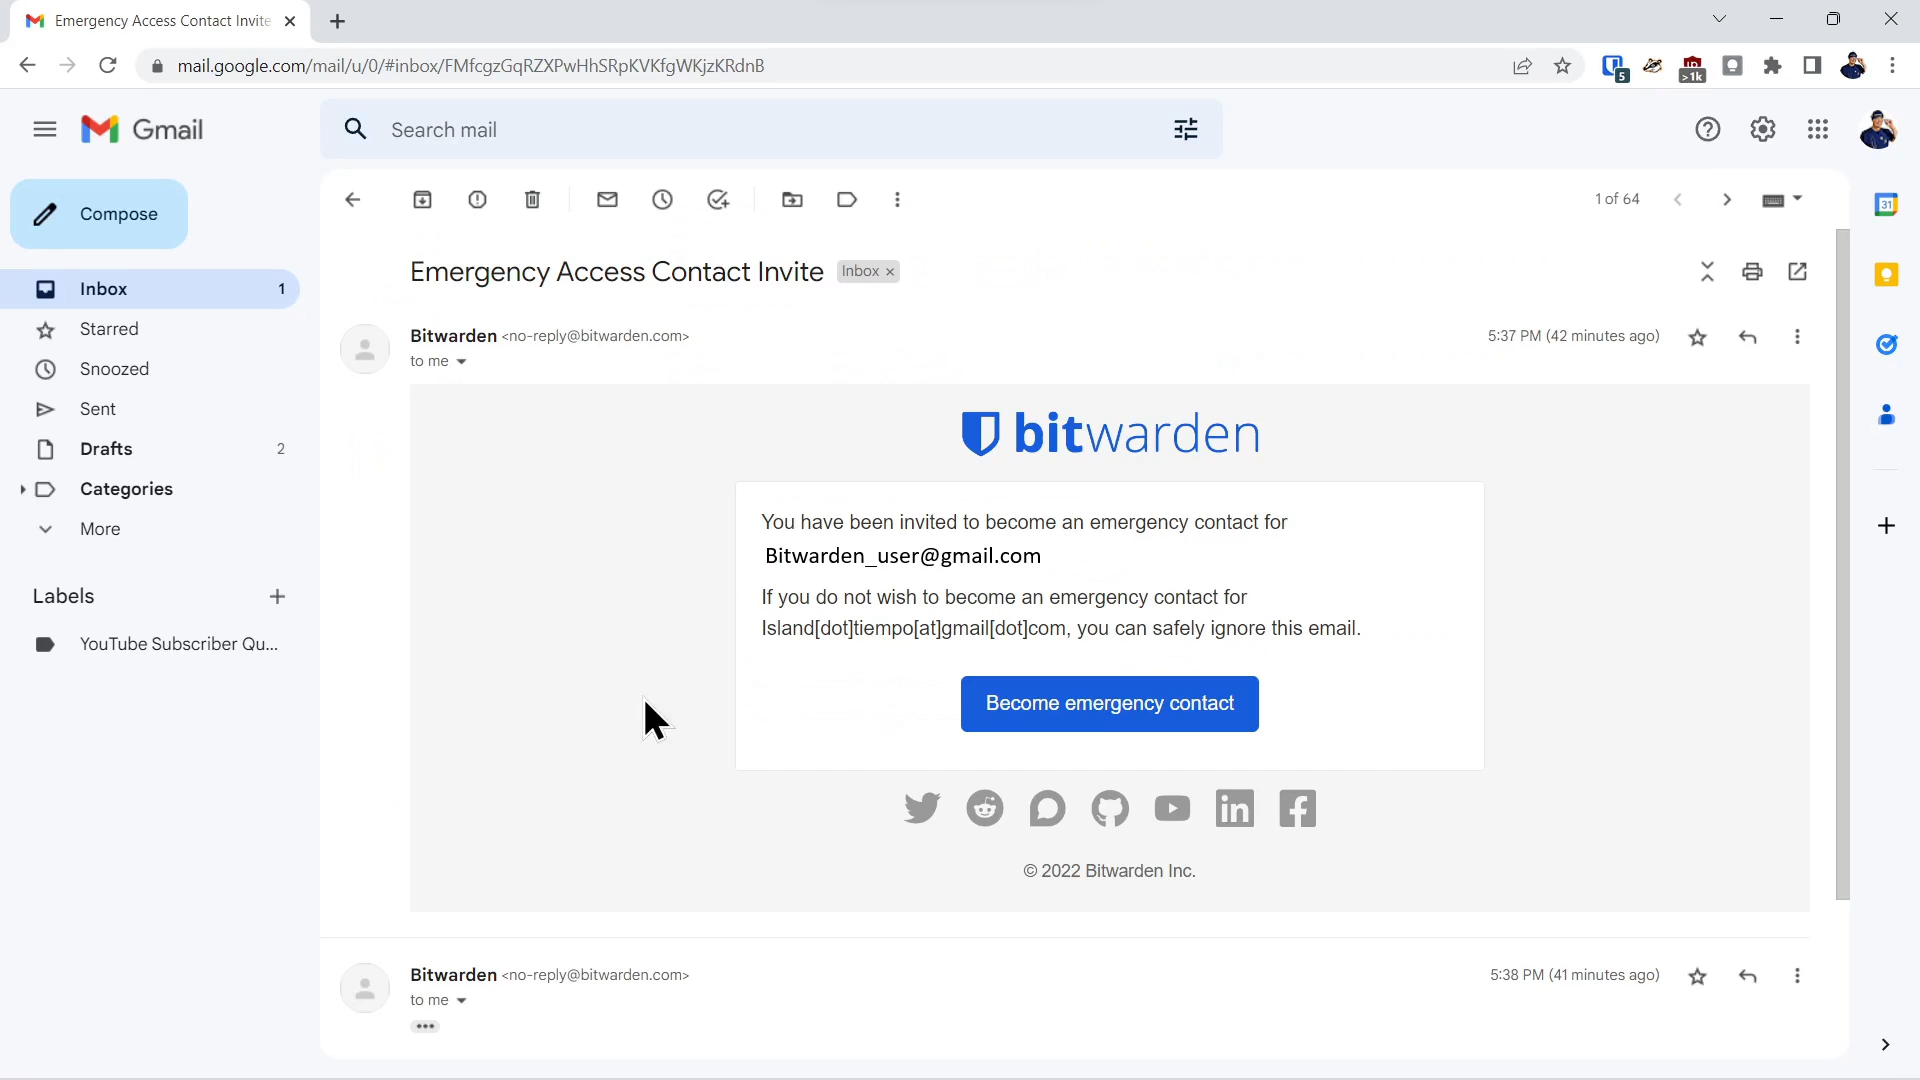 Emergency Access Contact Invite
mail.google.com/mail/u/0/#inbox/FMfcgzGqRZXPwHhSRpKVKfgWKjzKRdnB
5
>1k
Gmail
Search mail
Compose
1 of 64
31
Inbox 1
Starred
Snoozed
Sent
Drafts 2
Categories
More
Labels
YouTube Subscriber Qu...
Emergency Access Contact Invite Inbox ×
Bitwarden <no-reply@bitwarden.com> 5:37 PM (42 minutes ago)
to me
bitwarden
You have been invited to become an emergency contact for
Bitwarden_user@gmail.com
If you do not wish to become an emergency contact for
Island[dot]tiempo[at]gmail[dot]com, you can safely ignore this email.
Become emergency contact
in
© 2022 Bitwarden Inc.
Bitwarden <no-reply@bitwarden.com> 5:38 PM (41 minutes ago)
to me